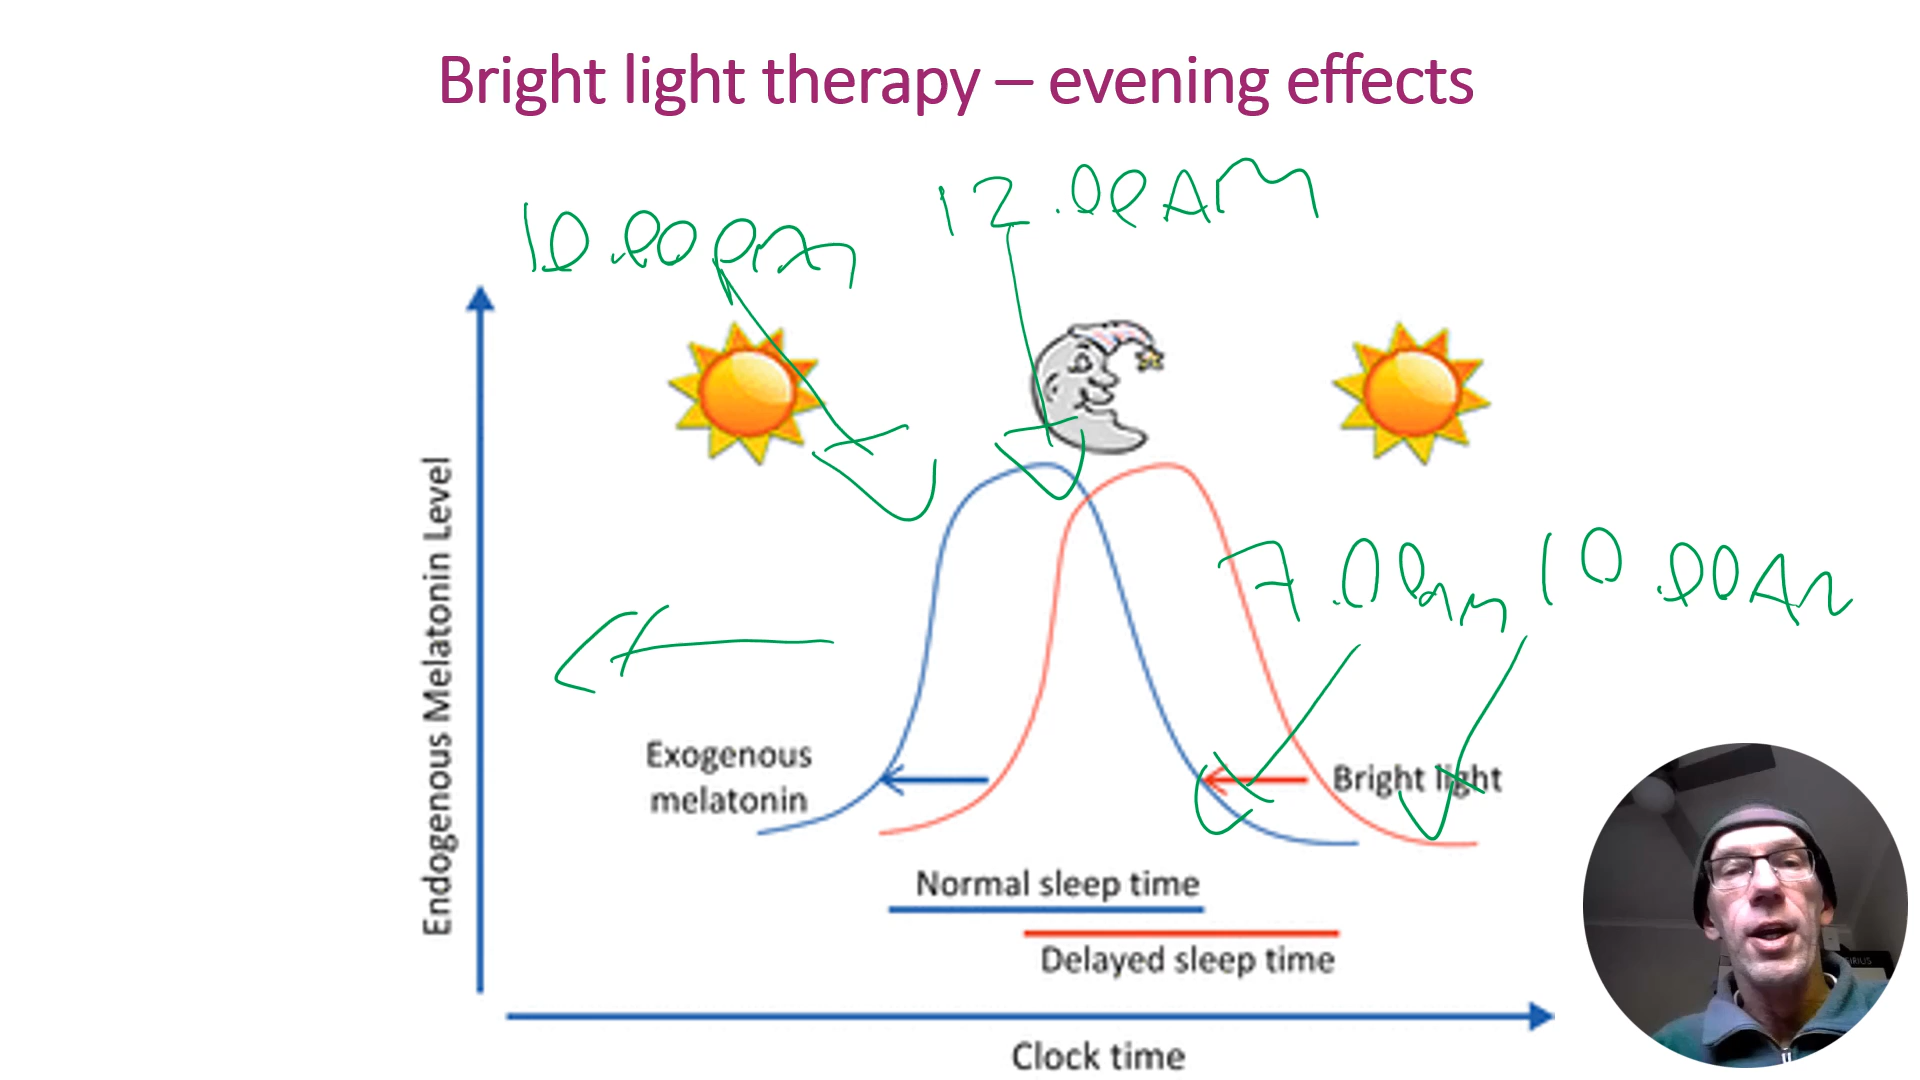 Bright light therapy – evening effects
12.00AM
10.00pm
7.00am 10.00AM
Endogenous Melatonin Level
Exogenous
melatonin
Bright light
Normal sleep time
Delayed sleep time
Clock time